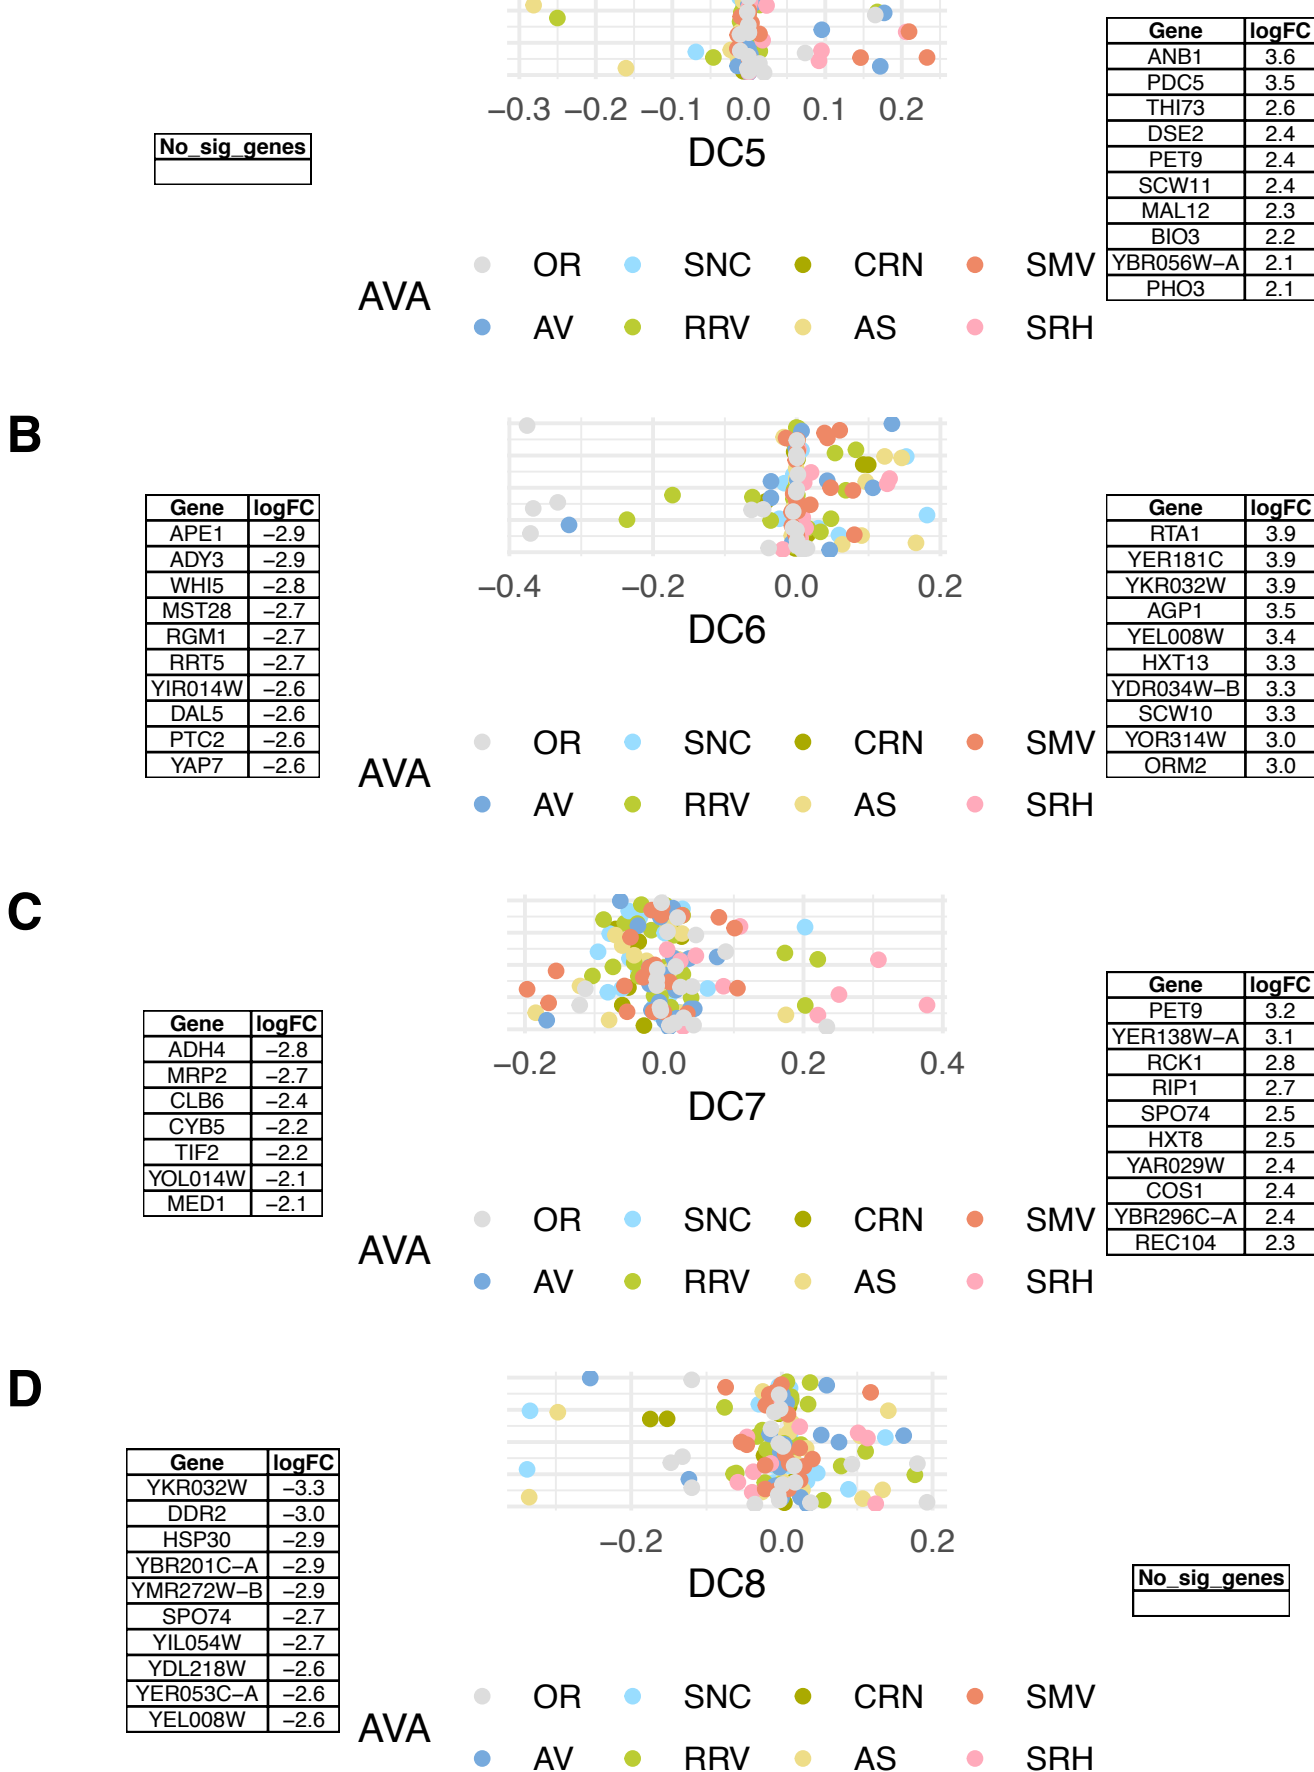 Gene logFC
ANB1 3.6
PDC5 3.5
THI73 2.6
DSE2 2.4
PET9 2.4
SCW11 2.4
MAL12 2.3
BIO3 2.2
YBR056W−A 2.1
PHO3 2.1
−0.3 −0.2 −0.1 0.0 0.1 0.2
DC5
No_sig_genes
AVA
OR SNC CRN SMV
AV RRV AS SRH
B
Gene logFC
APE1 −2.9
ADY3 −2.9
WHI5 −2.8
MST28 −2.7
RGM1 −2.7
RRT5 −2.7
YIR014W −2.6
DAL5 −2.6
PTC2 −2.6
YAP7 −2.6
−0.4 −0.2 0.0 0.2
DC6
Gene logFC
RTA1 3.9
YER181C 3.9
YKR032W 3.9
AGP1 3.5
YEL008W 3.4
HXT13 3.3
YDR034W−B 3.3
SCW10 3.3
YOR314W 3.0
ORM2 3.0
AVA
OR SNC CRN SMV
AV RRV AS SRH
C
Gene logFC
ADH4 −2.8
MRP2 −2.7
CLB6 −2.4
CYB5 −2.2
TIF2 −2.2
YOL014W −2.1
MED1 −2.1
−0.2 0.0 0.2 0.4
DC7
Gene logFC
PET9 3.2
YER138W−A 3.1
RCK1 2.8
RIP1 2.7
SPO74 2.5
HXT8 2.5
YAR029W 2.4
COS1 2.4
YBR296C−A 2.4
REC104 2.3
AVA
OR SNC CRN SMV
AV RRV AS SRH
D
Gene logFC
YKR032W −3.3
DDR2 −3.0
HSP30 −2.9
YBR201C−A −2.9
YMR272W−B −2.9
SPO74 −2.7
YIL054W −2.7
YDL218W −2.6
YER053C−A −2.6
YEL008W −2.6
−0.2 0.0 0.2
DC8
No_sig_genes
AVA
OR SNC CRN SMV
AV RRV AS SRH